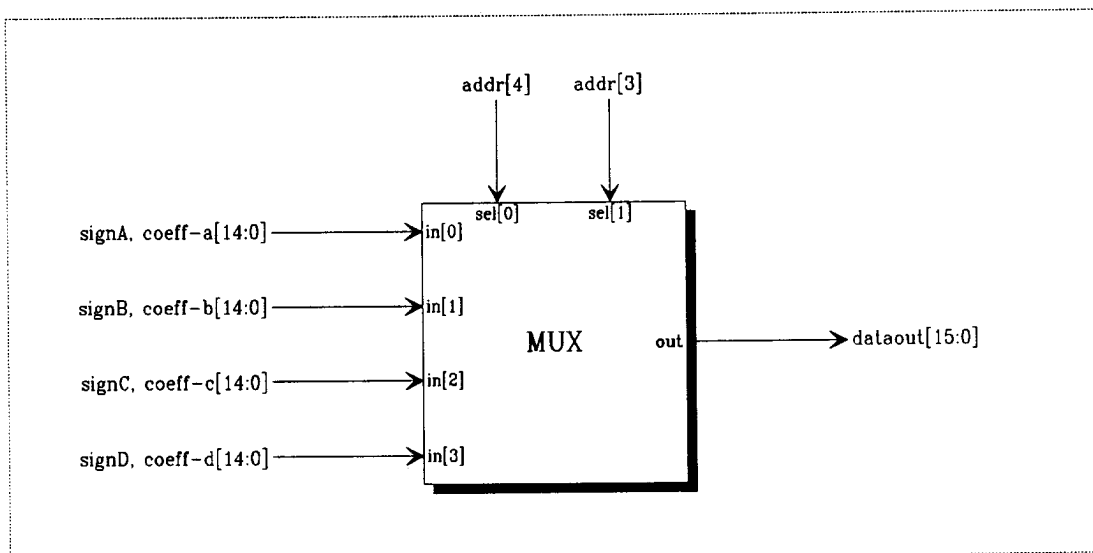 addr[4] addr[3]
sel[0] sel[1]
signA, coeff-a[14:0] in[0]
signB, coeff-b[14:0] in[1]
MUX out dataout[15:0]
signC, coeff-c[14:0] in[2]
signD, coeff-d[14:0] in[3]